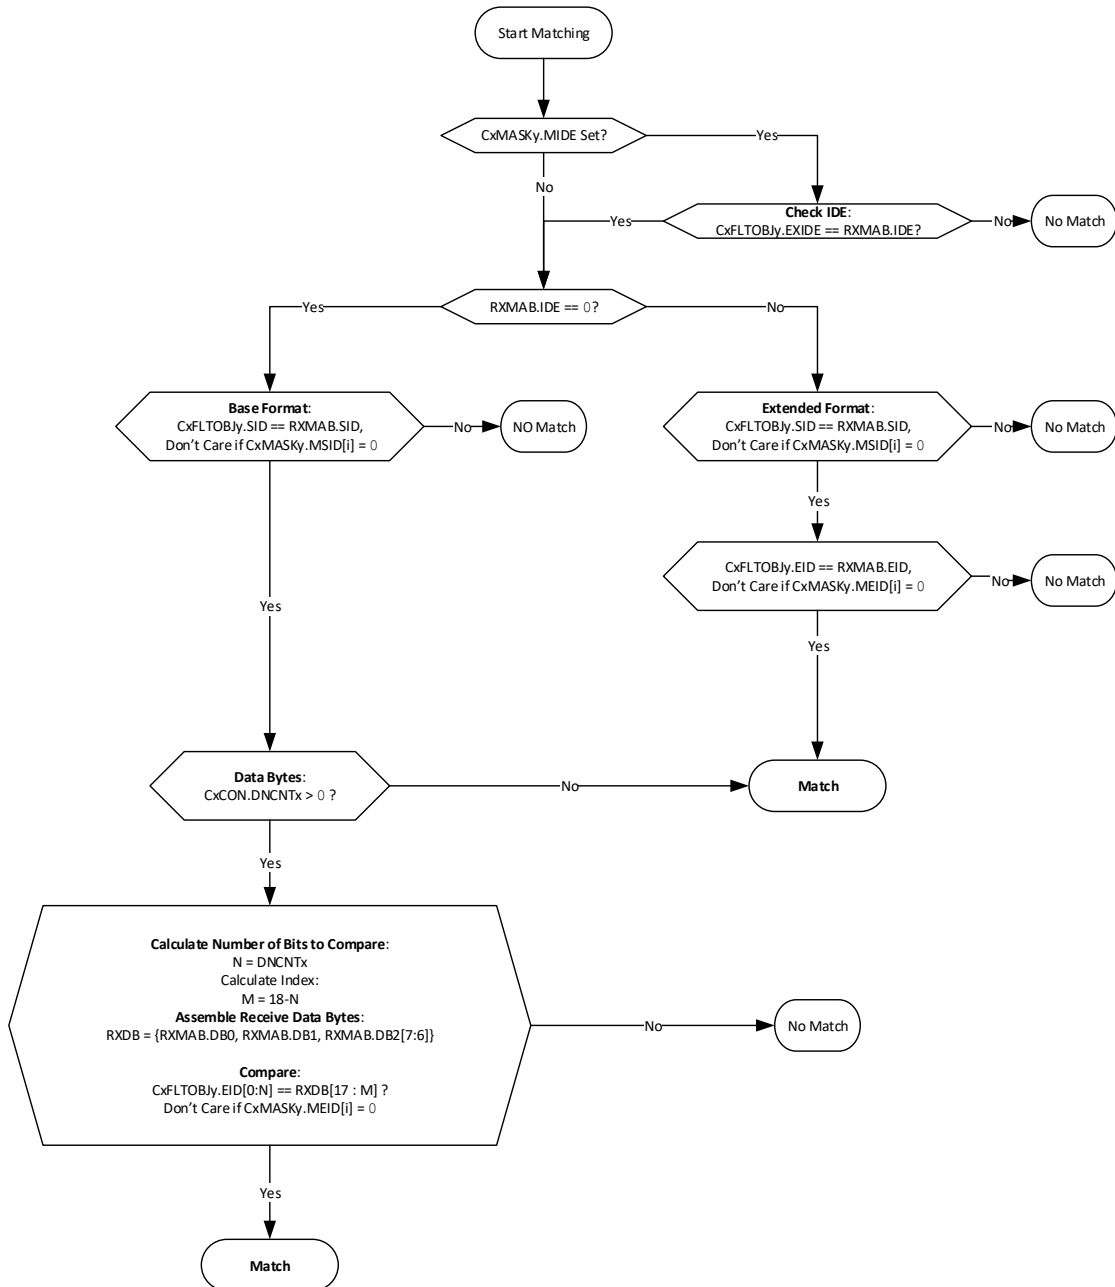 Start Matching
CxMASKy.MIDE Set?
Yes
No
Check IDE:
CxFLTOBJy.EXIDE == RXMAB.IDE?
Yes
No
No Match
RXMAB.IDE == 0?
Yes
No
Base Format:
CxFLTOBJy.SID == RXMAB.SID,
Don't Care if CxMASKy.MSID[i] = 0
No
NO Match
Extended Format:
CxFLTOBJy.SID == RXMAB.SID,
Don't Care if CxMASKy.MSID[i] = 0
No
No Match
Yes
CxFLTOBJy.EID == RXMAB.EID,
Don't Care if CxMASKy.MEID[i] = 0
No
No Match
Yes
Yes
Data Bytes:
CxCON.DNCNTx > 0 ?
No
Match
Yes
Calculate Number of Bits to Compare:
N = DNCNTx
Calculate Index:
M = 18-N
Assemble Receive Data Bytes:
RXDB = {RXMAB.DB0, RXMAB.DB1, RXMAB.DB2[7:6]}
Compare:
CxFLTOBJy.EID[0:N] == RXDB[17 : M] ?
Don't Care if CxMASKy.MEID[i] = 0
No
No Match
Yes
Match